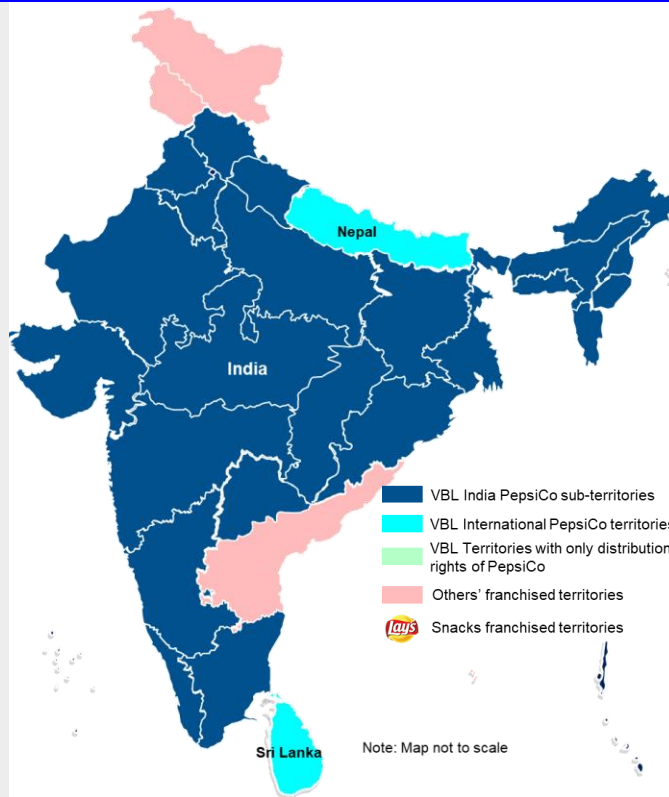 Nepal
India
VBL India PepsiCo sub-territories
VBL International PepsiCo territories
VBL Territories with only distribution
rights of PepsiCo
Others' franchised territories
Lay's
Snacks franchised territories
Sri Lanka
Note: Map not to scale